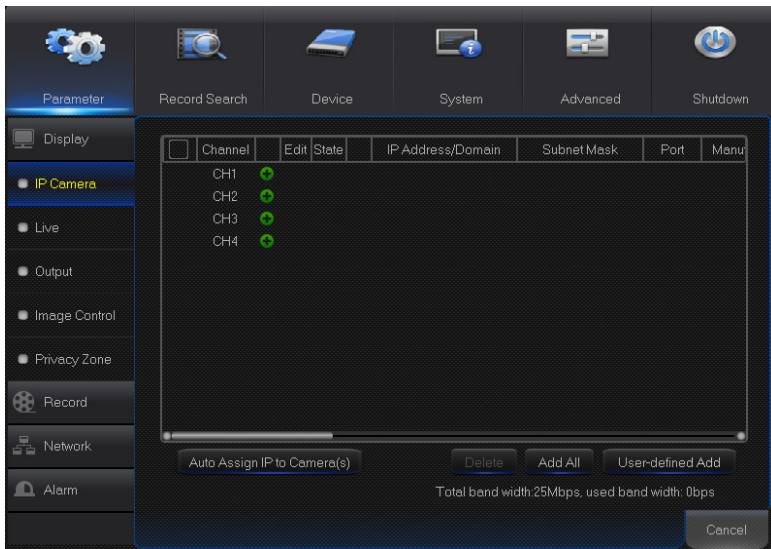 Parameter Record Search Device System Advanced Shutdown
Display
IP Camera
Live
Output
Image Control
Privacy Zone
Record
Network
Alarm
Channel Edit State IP Address/Domain Subnet Mask Port Manu
CH1
CH2
CH3
CH4
Auto Assign IP to Camera(s) Delete Add All User-defined Add
Total band width:25Mbps, used band width: 0bps
Cancel